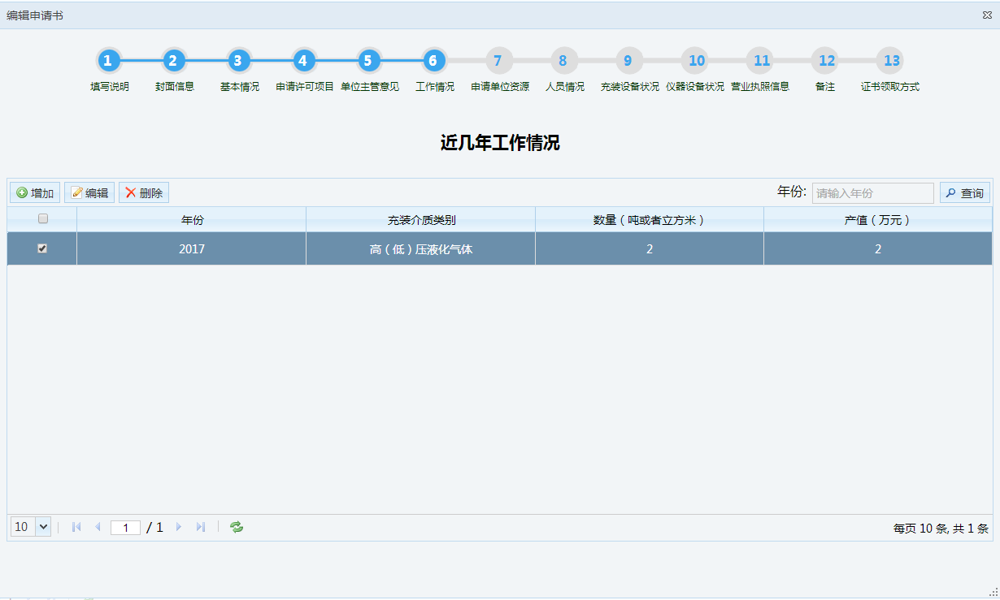 编辑申请书
1 2 3 4 5 6 7 8 9 10 11 12 13
填写说明 封面信息 基本情况 申请许可项目 单位主管意见 工作情况 申请单位资源 人员情况 充装设备状况 仪器设备状况 营业执照信息 备注 证书领取方式
近几年工作情况
增加 编辑 删除 年份: 请输入年份 查询
年份 充装介质类别 数量（吨或者立方米） 产值（万元）
2017 高（低）压液化气体 2 2
10 1 / 1 每页 10 条, 共 1 条